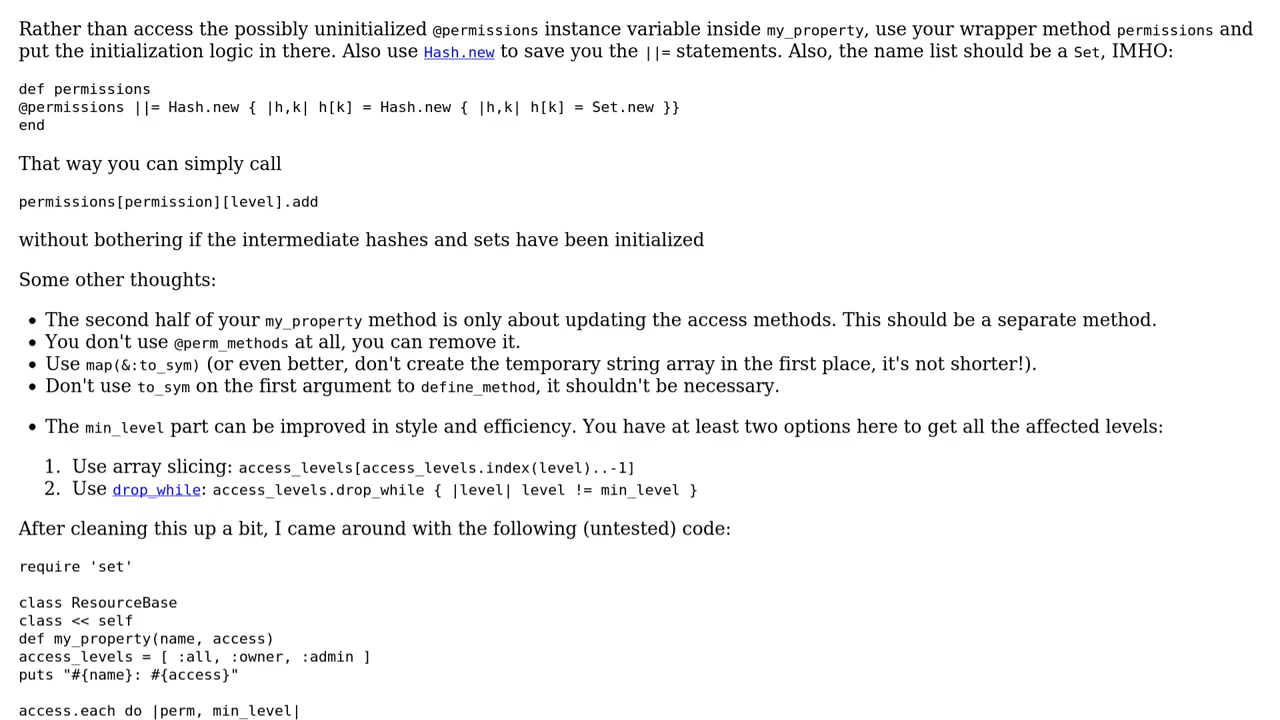 Rather than access the possibly uninitialized @permissions instance variable inside my_property, use your wrapper method permissions and
put the initialization logic in there. Also use Hash.new to save you the ||= statements. Also, the name list should be a Set, IMHO:
def permissions
@permissions ||= Hash.new { |h,k| h[k] = Hash.new { |h,k| h[k] = Set.new }}
end
That way you can simply call
permissions[permission][level].add
without bothering if the intermediate hashes and sets have been initialized
Some other thoughts:
• The second half of your my_property method is only about updating the access methods. This should be a separate method.
• You don't use @perm_methods at all, you can remove it.
• Use map(&:to_sym) (or even better, don't create the temporary string array in the first place, it's not shorter!).
• Don't use to_sym on the first argument to define_method, it shouldn't be necessary.
• The min_level part can be improved in style and efficiency. You have at least two options here to get all the affected levels:
1. Use array slicing: access_levels[access_levels.index(level)..-1]
2. Use drop_while: access_levels.drop_while { |level| level != min_level }
After cleaning this up a bit, I came around with the following (untested) code:
require 'set'
class ResourceBase
class << self
def my_property(name, access)
access_levels = [ :all, :owner, :admin ]
puts "#{name}: #{access}"
access.each do |perm, min_level|